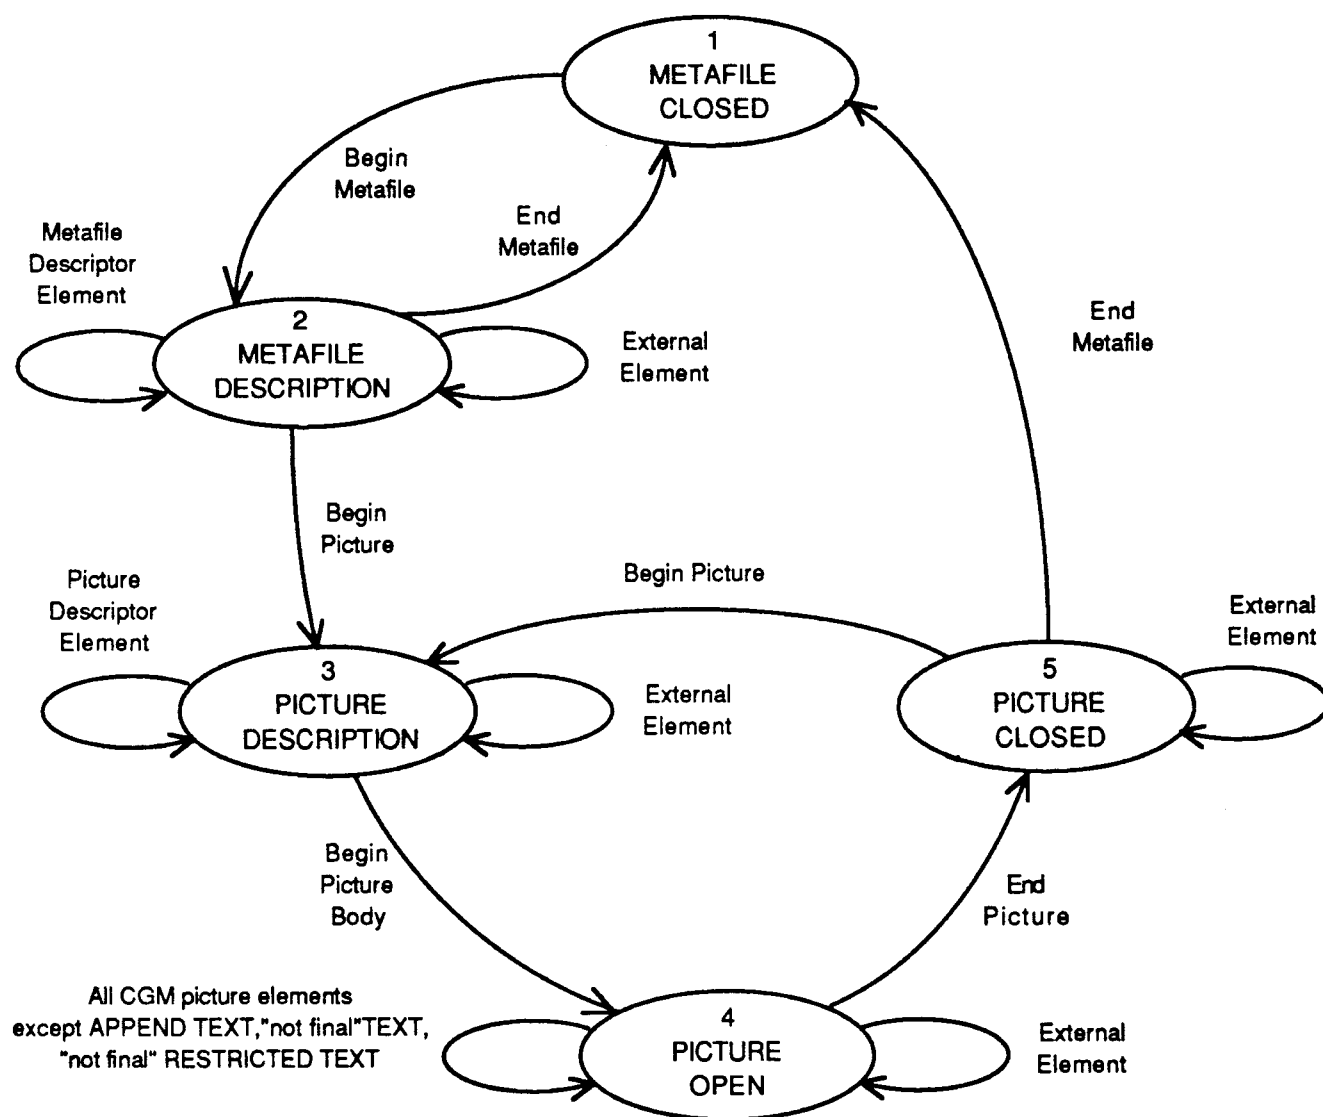 1
METAFILE
CLOSED
Begin
Metafile
End
Metafile
Metafile
Descriptor
Element
2
METAFILE
DESCRIPTION
External
Element
End
Metafile
Begin
Picture
Picture
Descriptor
Element
Begin Picture
External
Element
3
PICTURE
DESCRIPTION
External
Element
5
PICTURE
CLOSED
Begin
Picture
Body
End
Picture
All CGM picture elements
except APPEND TEXT,"not final"TEXT,
"not final" RESTRICTED TEXT
4
PICTURE
OPEN
External
Element